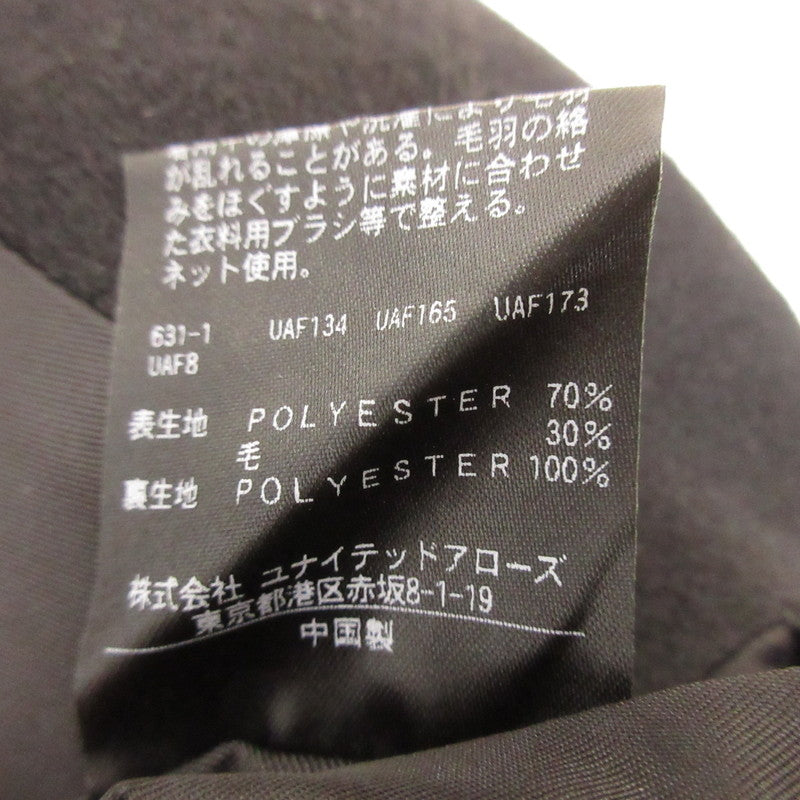 が乱れることがある。毛羽の絡
みをほぐすように素材に合わせ
た衣料用ブラシ等で整える。
ネット使用。
631-1 UAF134 UAF165 UAF173
UAF8
表生地 POLYESTER 70%
毛 30%
裏生地 POLYESTER 100%
株式会社 ユナイテッドアローズ
東京都港区赤坂8-1-19
中国製